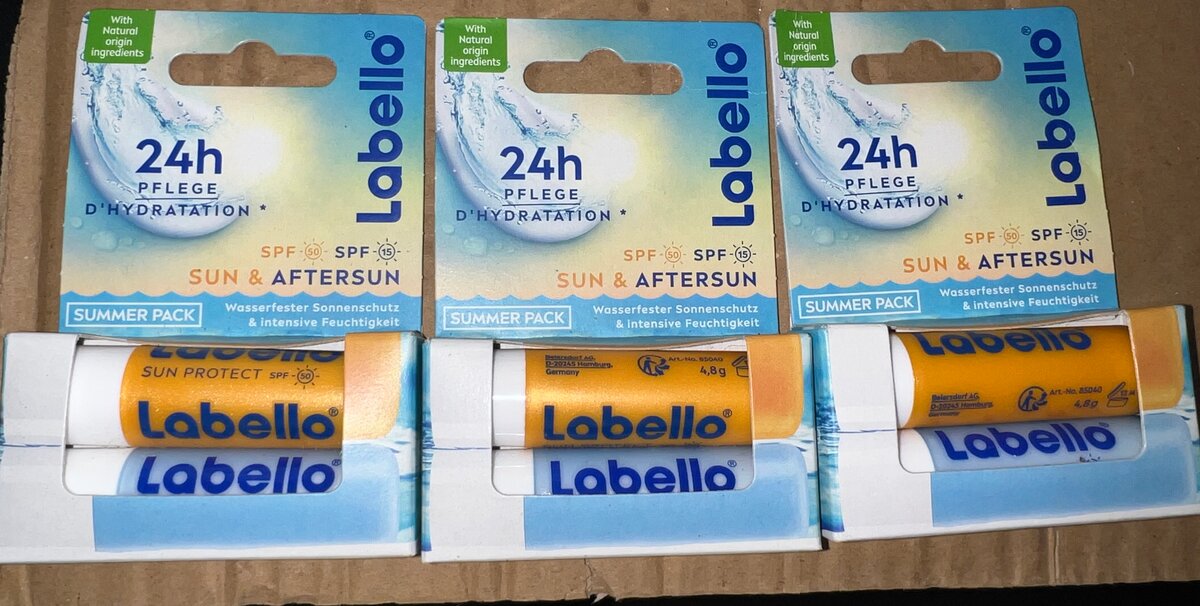 With
Natural
origin
ingredients
Labello®
24h
PFLEGE
D'HYDRATATION *
SPF 50 SPF 15
SUN & AFTERSUN
SUMMER PACK
Wasserfester Sonnenschutz
& intensive Feuchtigkeit
Labello
SUN PROTECT SPF 50
Labello®
Labello®
With
Natural
origin
ingredients
Labello®
24h
PFLEGE
D'HYDRATATION *
SPF 50 SPF 15
SUN & AFTERSUN
SUMMER PACK
Wasserfester Sonnenschutz
& intensive Feuchtigkeit
Beiersdorf AG,
D-20245 Hamburg,
Germany
Art.-No. 85040
4,8 g
Labello®
Labello®
With
Natural
origin
ingredients
Labello®
24h
PFLEGE
D'HYDRATATION *
SPF 50 SPF 15
SUN & AFTERSUN
SUMMER PACK
Wasserfester Sonnenschutz
& intensive Feuchtigkeit
Labello
Beiersdorf AG,
D-20245 Hamburg,
Germany
Art.-No. 85040
4,8 g
Labello®